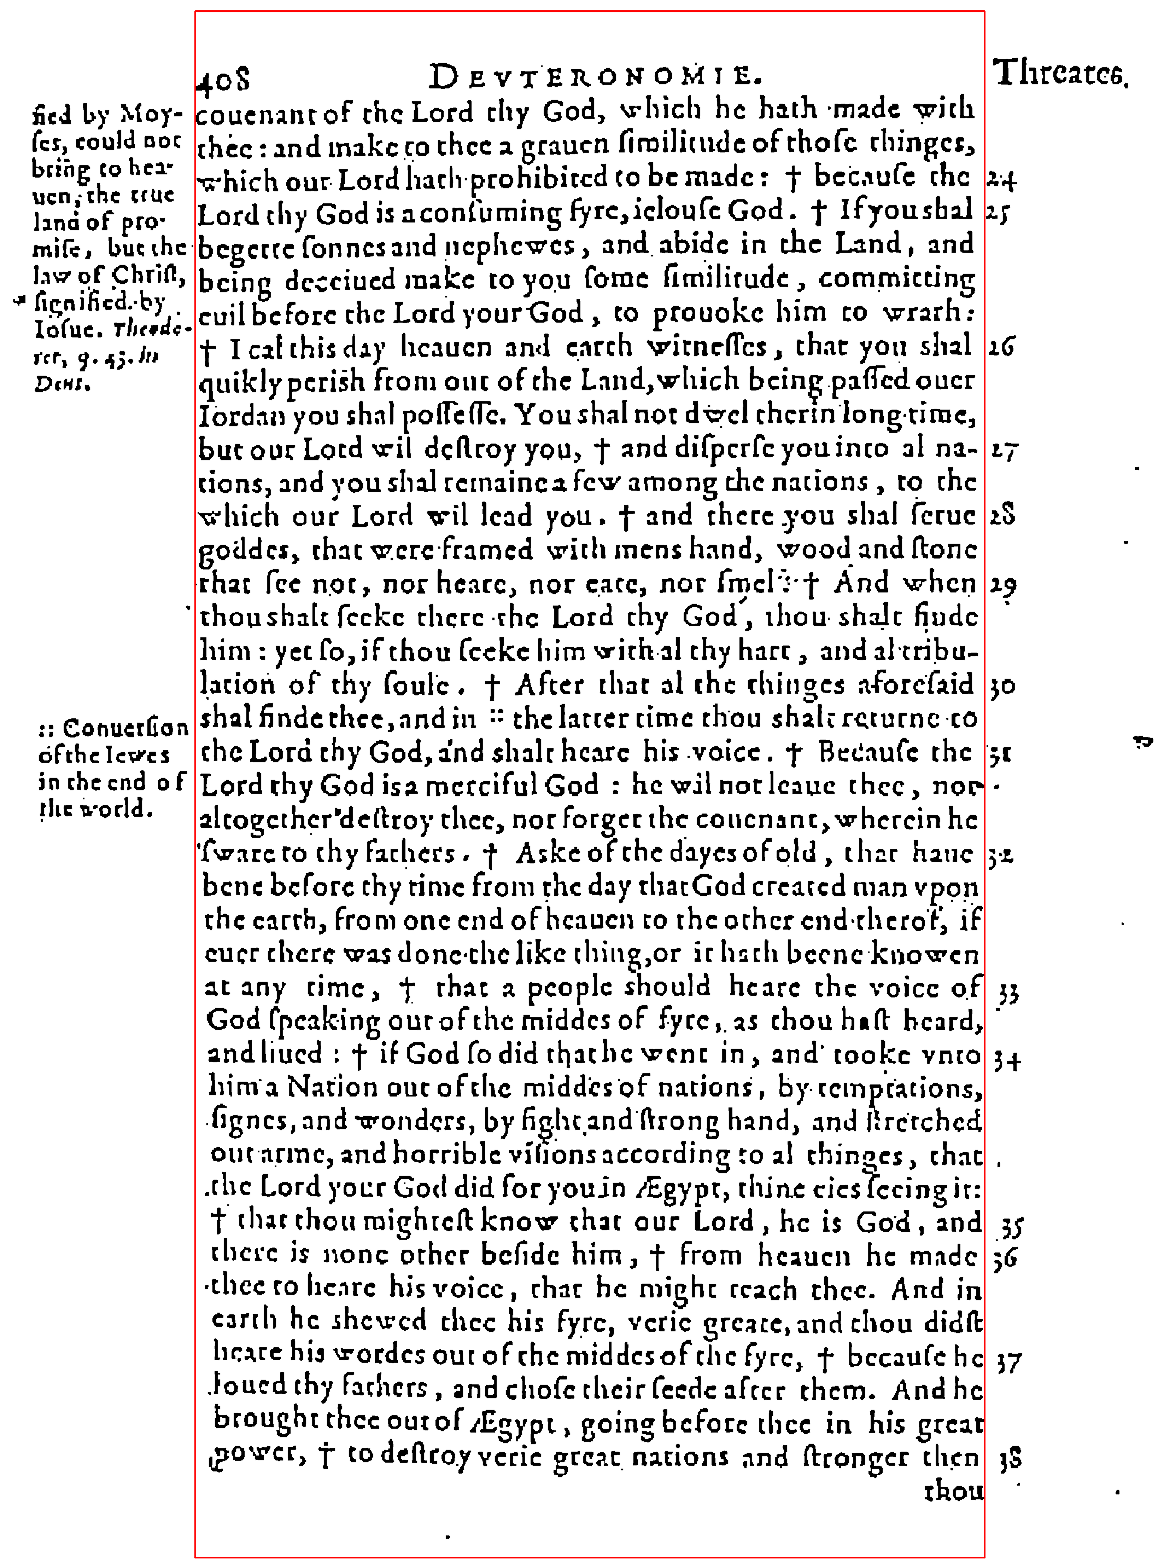 408 DEVTERONOMIE. Threates.
fied by Moy-
ses, could not
bring to hea-
uen, the true
land of pro-
mise, but the
law of Christ,
signified by
Iosue. Theode-
ret, q. 43. in
Deut.
couenant of the Lord thy God, which he hath made with
thee: and make to thee a grauen ſimilitude of thoſe thinges,
which our Lord hath prohibited to be made: † becauſe the 24
Lord thy God is a conſuming fyre, ielouſe God. † If you shal 25
begette ſonnes and nephewes, and abide in the Land, and
being deceiued make to you ſome ſimilitude, committing
euil before the Lord your God, to prouoke him to wrath:
† I cal this day heauen and earth witneſſes, that you shal 26
quikly perish from out of the Land, which being paſſed ouer
Iordan you shal poſſeſſe. You shal not dwel therin long time,
but our Lord wil deſtroy you, † and diſperſe you into al na- 27
tions, and you shal remaine a few among the nations, to the
which our Lord wil lead you. † and there you shal ſerue 28
goddes, that were framed with mens hand, wood and ſtone
that ſee not, nor heare, nor eate, nor ſmel: † And when 29
thou shalt ſeeke there the Lord thy God, thou shalt finde
him: yet ſo, if thou ſeeke him with al thy hart, and al tribu-
lation of thy ſoule. † After that al the thinges aforeſaid 30
shal finde thee, and in :: the latter time thou shalt returne to
the Lord thy God, and shalt heare his voice. † Becauſe the 31
Lord thy God is a merciful God: he wil not leaue thee, nor
altogether deſtroy thee, nor forget the couenant, wherein he
ſware to thy fathers. † Aske of the dayes of old, that haue 32
bene before thy time from the day that God created man vpon
the earth, from one end of heauen to the other end therof, if
euer there was done the like thing, or it hath beene knowen
at any time, † that a people should heare the voice of 33
God ſpeaking out of the middes of fyre, as thou haſt heard,
and liued: † if God ſo did that he went in, and tooke vnto 34
him a Nation out of the middes of nations, by temptations,
ſignes, and wonders, by fight and ſtrong hand, and ſtretched
out arme, and horrible viſions according to al thinges, that
the Lord your God did for you in Ægypt, thine eies ſeeing it:
† that thou mighteſt know that our Lord, he is God, and 35
there is none other beſide him, † from heauen he made 36
thee to heare his voice, that he might teach thee. And in
earth he shewed thee his fyre, verie greate, and thou didſt
heare his wordes out of the middes of the fyre, † becauſe he 37
loued thy fathers, and choſe their ſeede after them. And he
brought thee out of Ægypt, going before thee in his great
power, † to deſtroy verie great nations and ſtronger then 38
thou
:: Conuerſion
of the Iewes
in the end of
the world.